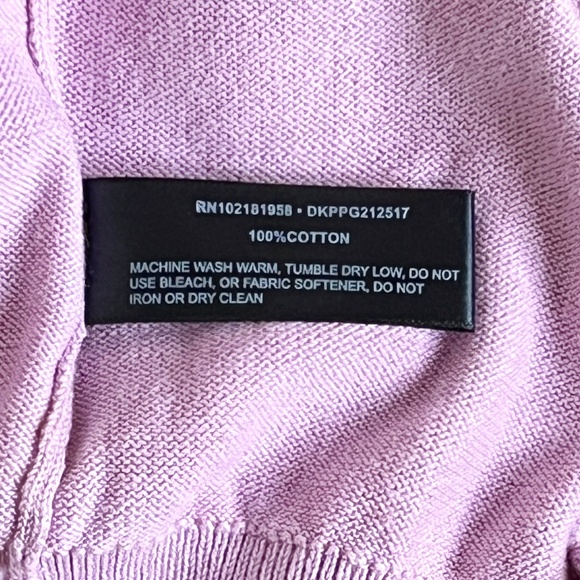 RN102181958 • DKPPG212517
100%COTTON
MACHINE WASH WARM, TUMBLE DRY LOW, DO NOT
USE BLEACH, OR FABRIC SOFTENER, DO NOT
IRON OR DRY CLEAN